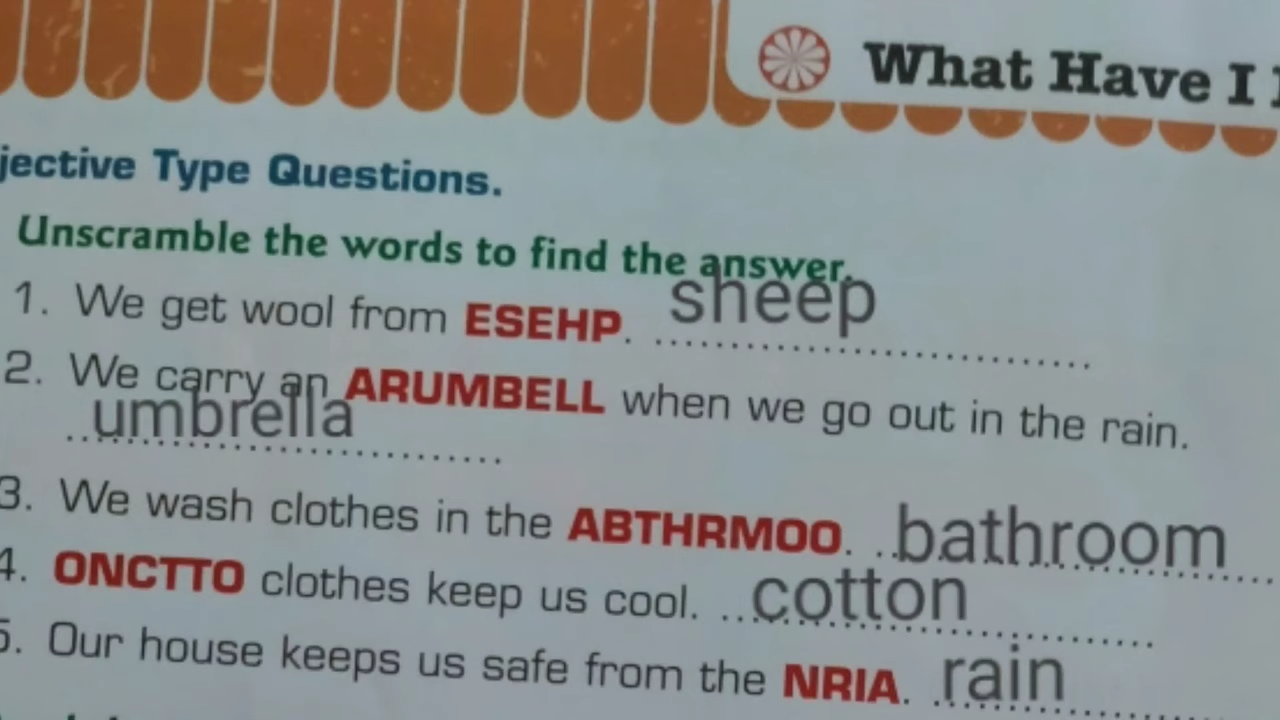 What Have I
jective Type Questions.
Unscramble the words to find the answer.
1. We get wool from ESEHP. sheep
2. We carry an ARUMBELL when we go out in the rain.
umbrella
3. We wash clothes in the ABTHRMOO. bathroom
4. ONCTTO clothes keep us cool. cotton
5. Our house keeps us safe from the NRIA. rain